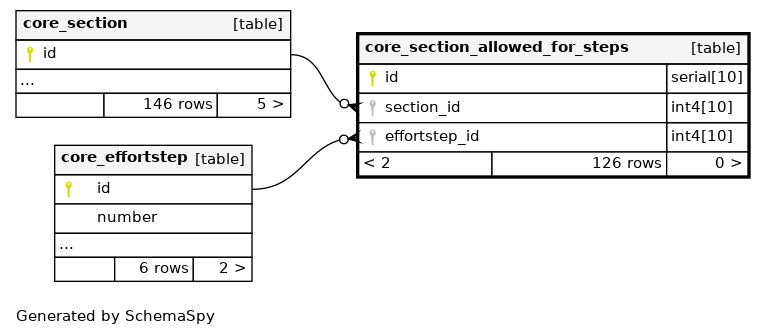 core_section [table]
id
...
146 rows 5 >
core_section_allowed_for_steps [table]
id serial[10]
section_id int4[10]
effortstep_id int4[10]
< 2 126 rows 0 >
core_effortstep [table]
id
number
...
6 rows 2 >
Generated by SchemaSpy